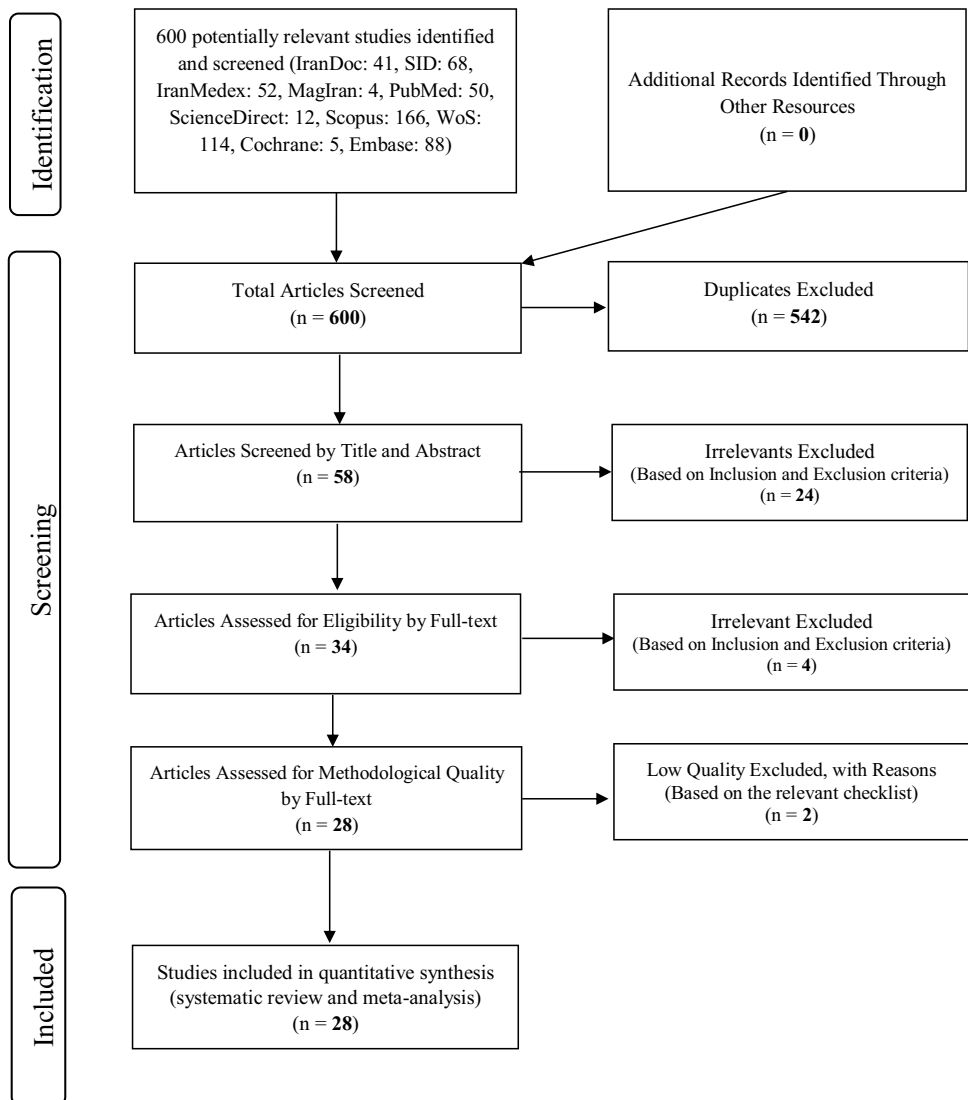 Identification
600 potentially relevant studies identified
and screened (IranDoc: 41, SID: 68,
IranMedex: 52, MagIran: 4, PubMed: 50,
ScienceDirect: 12, Scopus: 166, WoS:
114, Cochrane: 5, Embase: 88)
Additional Records Identified Through
Other Resources
(n = 0)
Screening
Total Articles Screened
(n = 600)
Duplicates Excluded
(n = 542)
Articles Screened by Title and Abstract
(n = 58)
Irrelevants Excluded
(Based on Inclusion and Exclusion criteria)
(n = 24)
Articles Assessed for Eligibility by Full-text
(n = 34)
Irrelevant Excluded
(Based on Inclusion and Exclusion criteria)
(n = 4)
Articles Assessed for Methodological Quality
by Full-text
(n = 28)
Low Quality Excluded, with Reasons
(Based on the relevant checklist)
(n = 2)
Included
Studies included in quantitative synthesis
(systematic review and meta-analysis)
(n = 28)